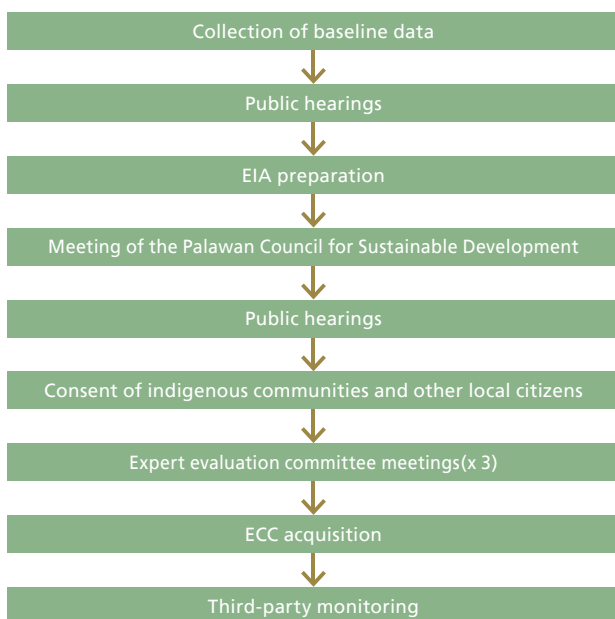 Collection of baseline data
Public hearings
EIA preparation
Meeting of the Palawan Council for Sustainable Development
Public hearings
Consent of indigenous communities and other local citizens
Expert evaluation committee meetings(x 3)
ECC acquisition
Third-party monitoring